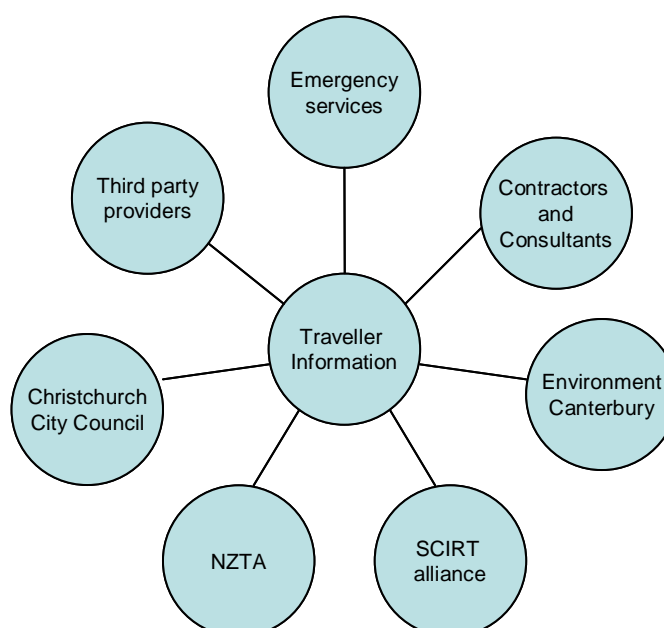 Emergency
services
Third party
providers
Contractors
and
Consultants
Traveller
Information
Christchurch
City Council
Environment
Canterbury
NZTA
SCIRT
alliance